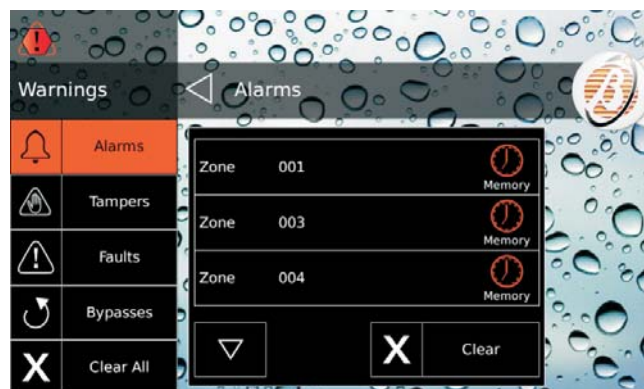 Warnings
Alarms
Alarms
Tampers
Faults
Bypasses
Clear All
Zone 001
Memory
Zone 003
Memory
Zone 004
Memory
X Clear
X